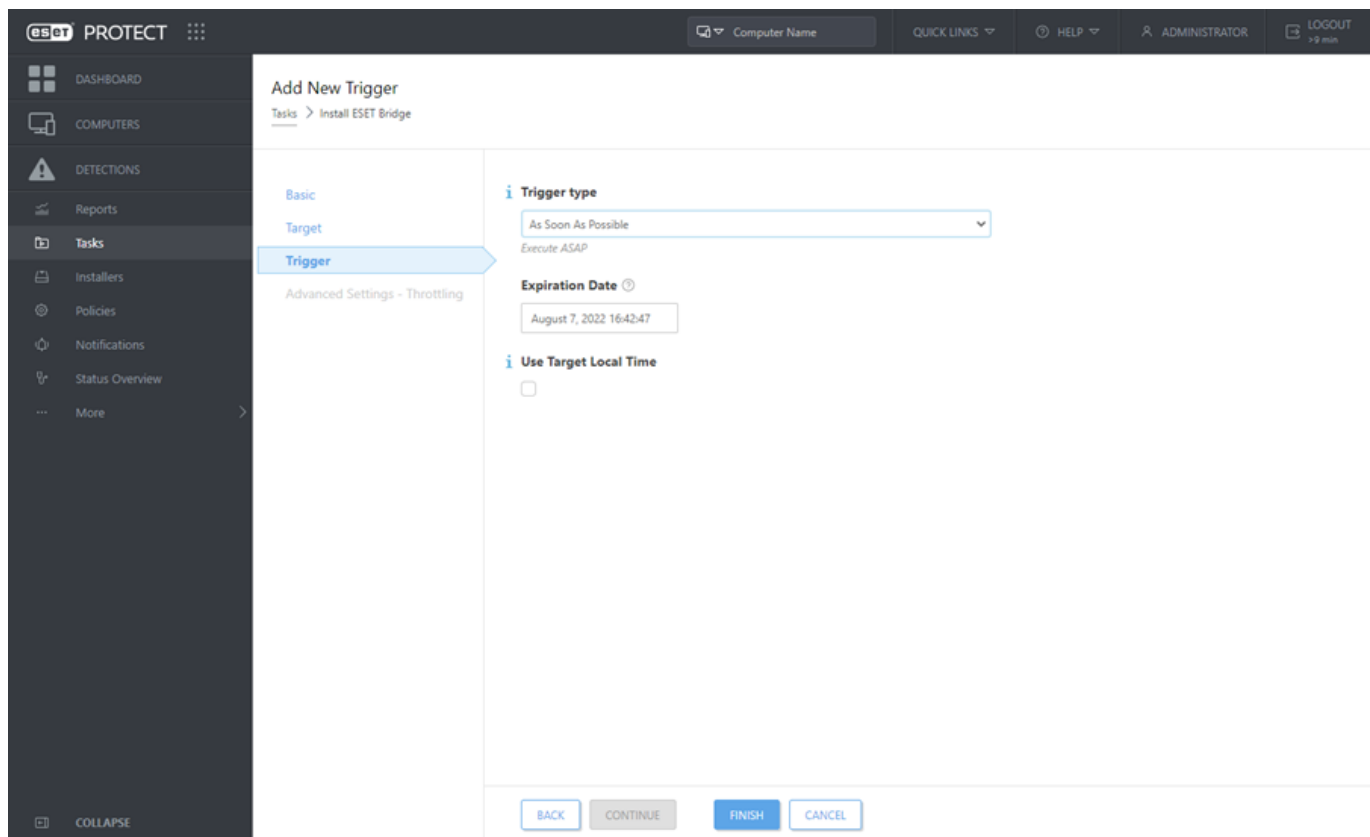 eset PROTECT
Computer Name
QUICK LINKS
HELP
ADMINISTRATOR
LOGOUT
>9 min
DASHBOARD
COMPUTERS
DETECTIONS
Reports
Tasks
Installers
Policies
Notifications
Status Overview
More
COLLAPSE
Add New Trigger
Tasks > Install ESET Bridge
Basic
Target
Trigger
Advanced Settings - Throttling
Trigger type
As Soon As Possible
Execute ASAP
Expiration Date
August 7, 2022 16:42:47
Use Target Local Time
BACK
CONTINUE
FINISH
CANCEL